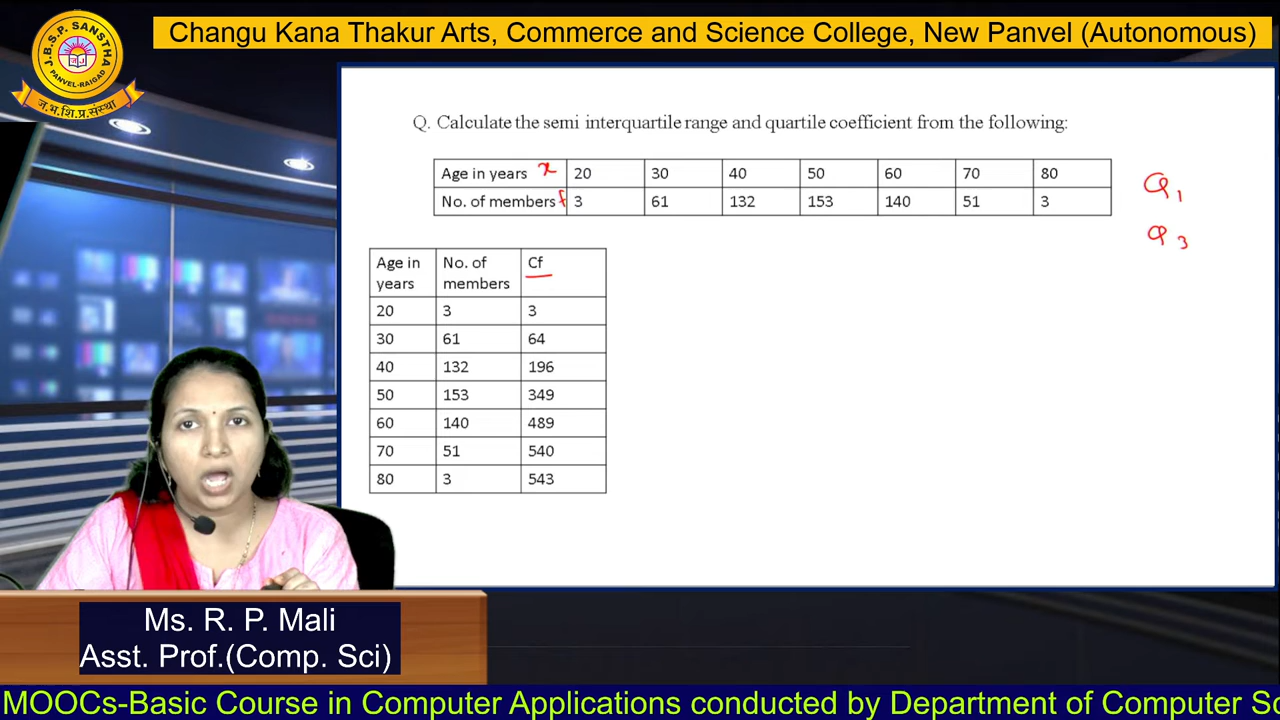 J.B.S.P. SANSTHA
PANVEL-RAIGAD
ज.भ.शि.प्र.संस्था
Changu Kana Thakur Arts, Commerce and Science College, New Panvel (Autonomous)
Q. Calculate the semi interquartile range and quartile coefficient from the following:
Age in years x 20 30 40 50 60 70 80
No. of members f 3 61 132 153 140 51 3
Q1
Q3
Age in years No. of members Cf
20 3 3
30 61 64
40 132 196
50 153 349
60 140 489
70 51 540
80 3 543
Ms. R. P. Mali
Asst. Prof.(Comp. Sci)
MOOCs-Basic Course in Computer Applications conducted by Department of Computer Sc